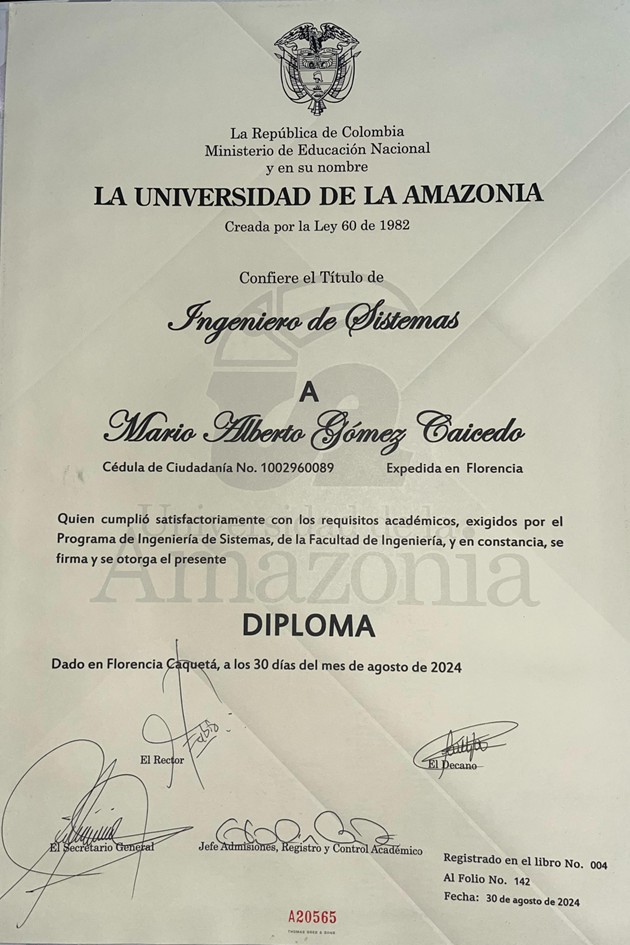 La República de Colombia
Ministerio de Educación Nacional
y en su nombre
LA UNIVERSIDAD DE LA AMAZONIA
Creada por la Ley 60 de 1982
Confiere el Título de
Ingeniero de Sistemas
A
Mario Alberto Gómez Caicedo
Cédula de Ciudadanía No. 1002960089 Expedida en Florencia
Quien cumplió satisfactoriamente con los requisitos académicos, exigidos por el
Programa de Ingeniería de Sistemas, de la Facultad de Ingeniería, y en constancia, se
firma y se otorga el presente
Universidad de la
Amazonia
DIPLOMA
Dado en Florencia Caquetá, a los 30 días del mes de agosto de 2024
El Rector
El Decano
El Secretario General
Jefe Admisiones, Registro y Control Académico
Registrado en el libro No. 004
Al Folio No. 142
Fecha: 30 de agosto de 2024
A20565